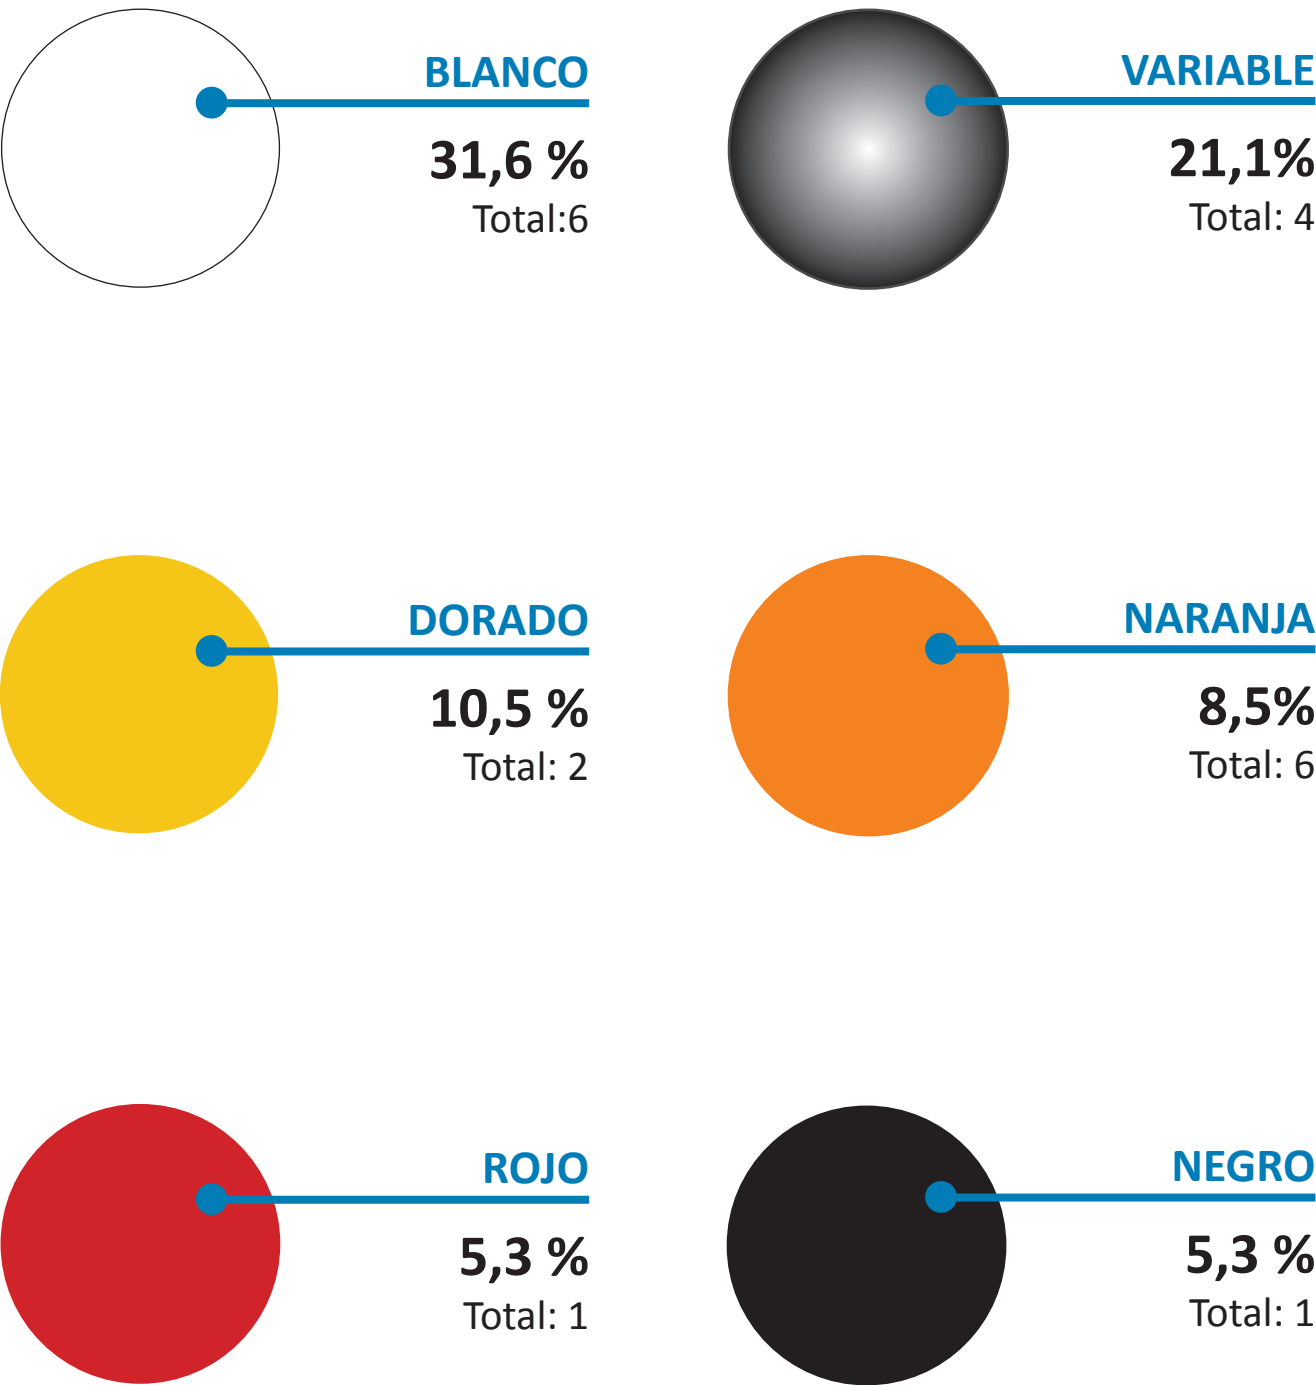 BLANCO
31,6 %
Total:6
VARIABLE
21,1%
Total: 4
DORADO
10,5 %
Total: 2
NARANJA
8,5%
Total: 6
ROJO
5,3 %
Total: 1
NEGRO
5,3 %
Total: 1